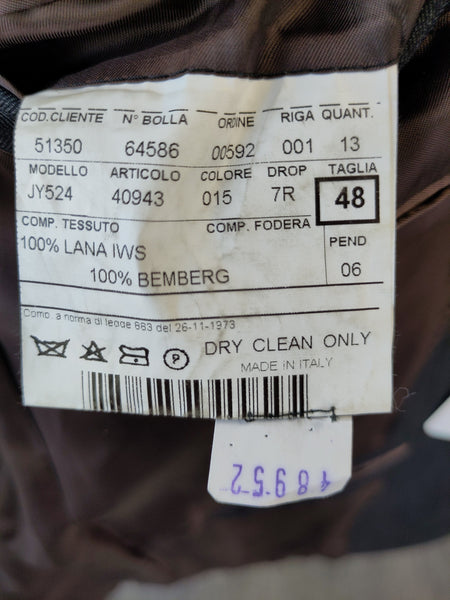 COD.CLIENTE N° BOLLA ORDINE RIGA QUANT.
51350 64586 00592 001 13
MODELLO ARTICOLO COLORE DROP TAGLIA
JY524 40943 015 7R 48
COMP. TESSUTO COMP. FODERA PEND
100% LANA IWS 06
100% BEMBERG
Comp. a norma di legge 883 del 26-11-1973
P DRY CLEAN ONLY
MADE IN ITALY
18952